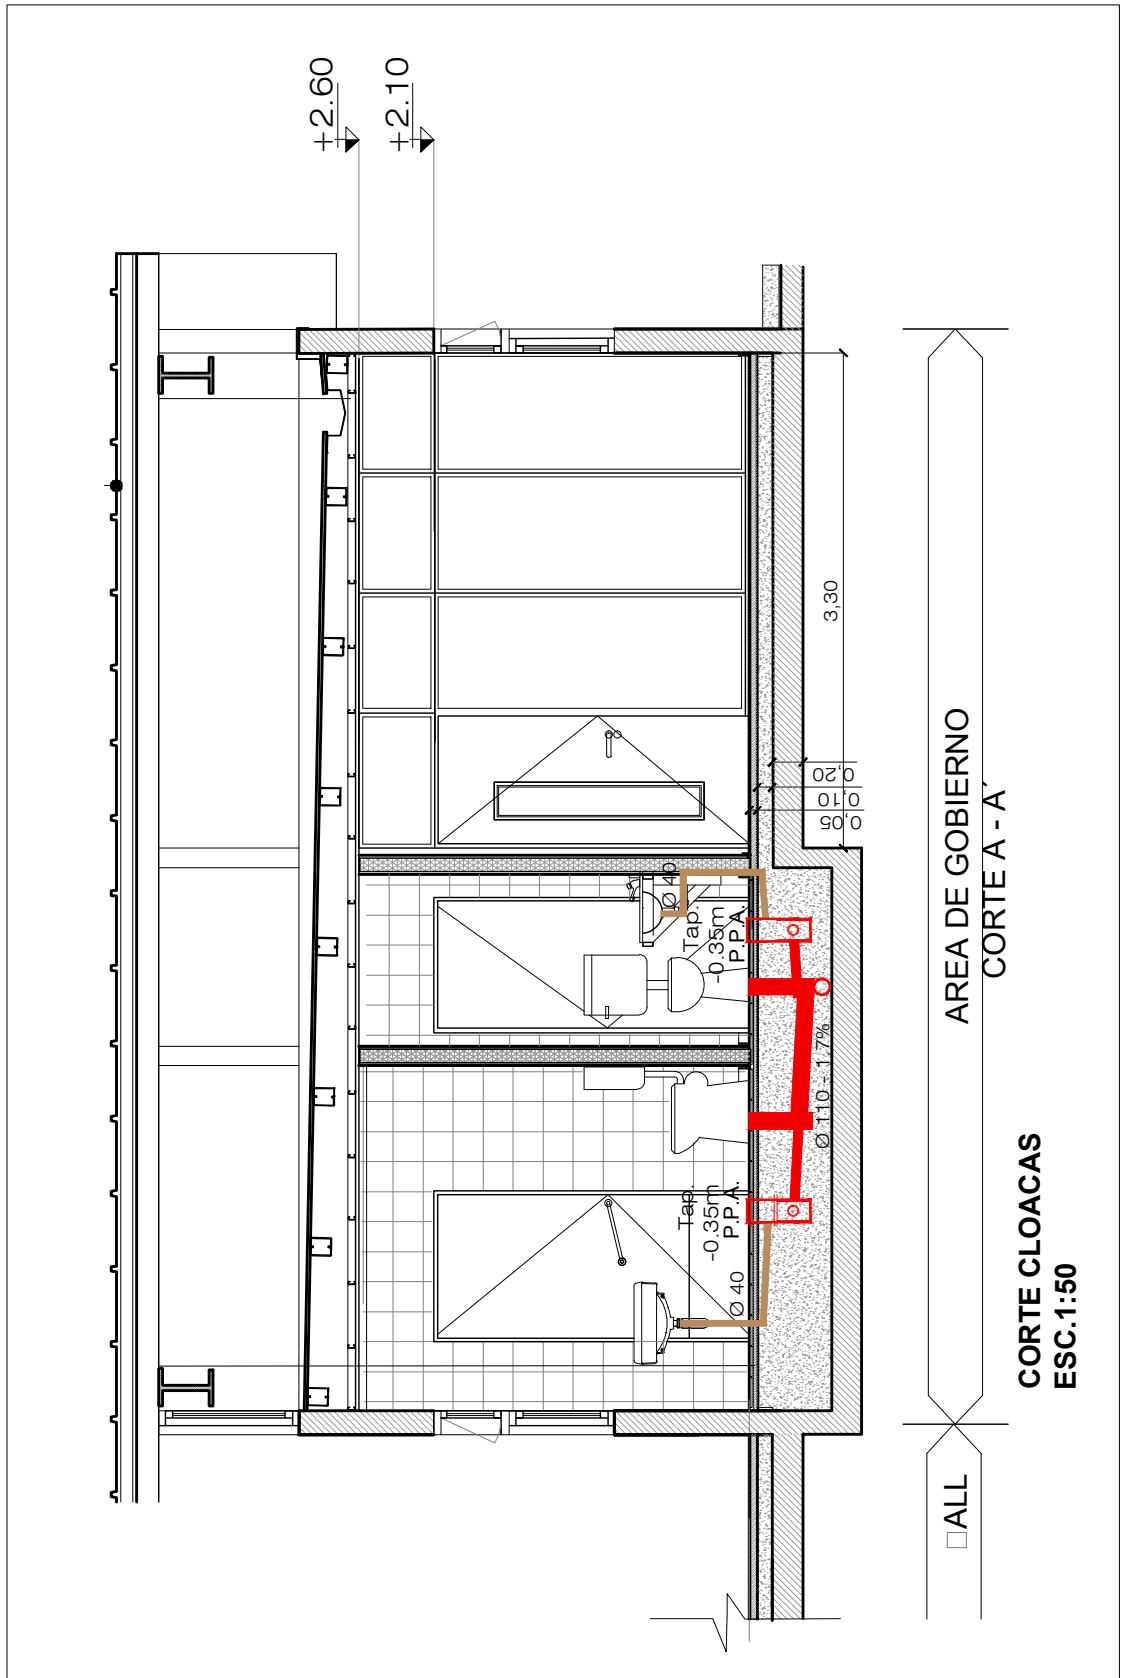 +2.60
+2.10
3,30
0,20
0,10
0,05
Ø 40
Tap.
-0.35m
P.P.A.
Ø 110 - 1.7%
Tap.
-0.35m
P.P.A.
Ø 40
AREA DE GOBIERNO
CORTE A - A´
□ALL
CORTE CLOACAS
ESC.1:50